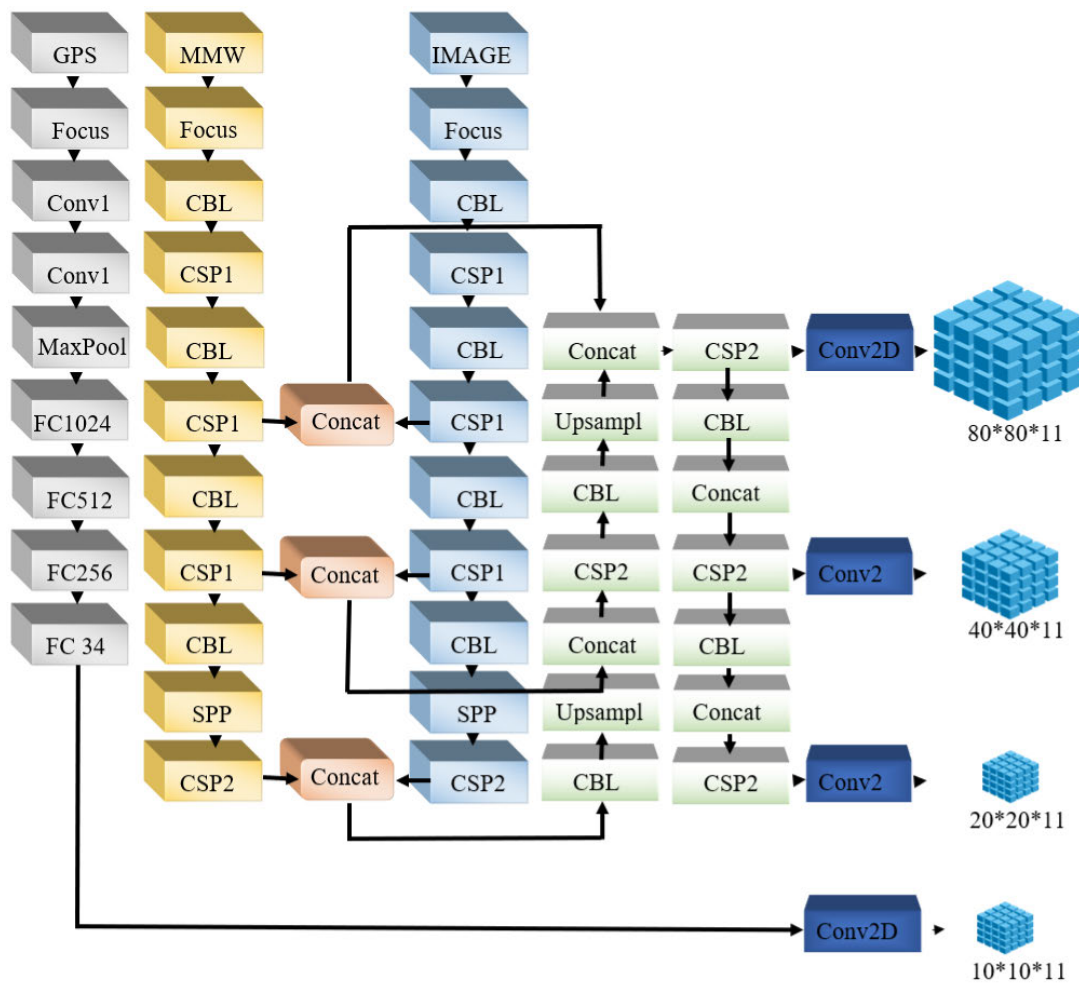 GPS
Focus
Conv1
Conv1
MaxPool
FC1024
FC512
FC256
FC 34
MMW
Focus
CBL
CSP1
CBL
CSP1
CBL
CSP1
CBL
SPP
CSP2
Concat
Concat
Concat
IMAGE
Focus
CBL
CSP1
CBL
CSP1
CBL
CSP1
CBL
SPP
CSP2
Concat
Upsampl
CBL
CSP2
Concat
Upsampl
CBL
CSP2
CBL
Concat
CSP2
CBL
Concat
CSP2
Conv2D
Conv2
Conv2
Conv2D
80*80*11
40*40*11
20*20*11
10*10*11